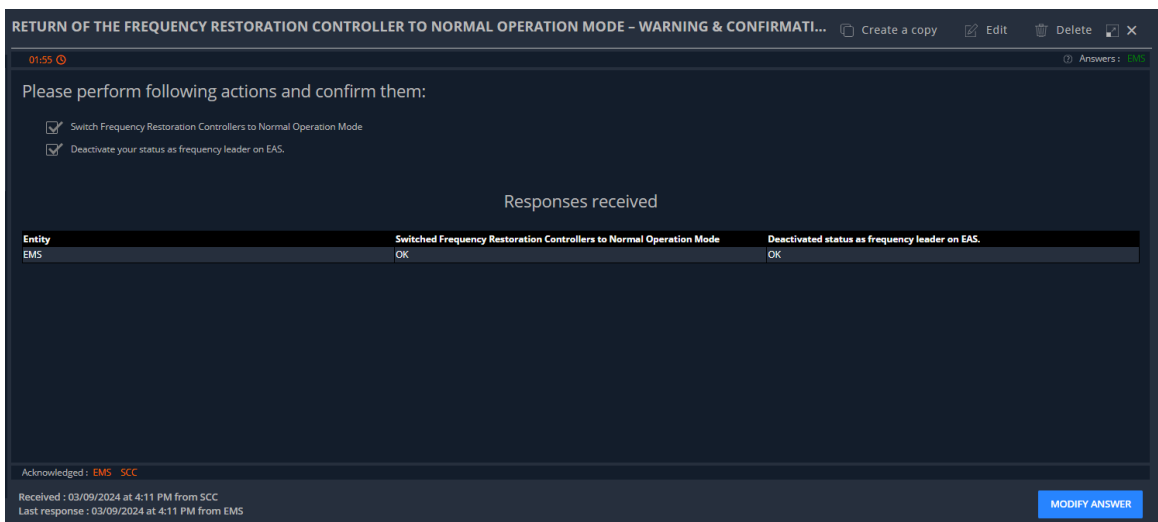 RETURN OF THE FREQUENCY RESTORATION CONTROLLER TO NORMAL OPERATION MODE – WARNING & CONFIRMATI... Create a copy Edit Delete
01:55 Answers : EMS
Please perform following actions and confirm them:
Switch Frequency Restoration Controllers to Normal Operation Mode
Deactivate your status as frequency leader on EAS.
Responses received
Entity Switched Frequency Restoration Controllers to Normal Operation Mode Deactivated status as frequency leader on EAS.
EMS OK OK
Acknowledged : EMS SCC
Received : 03/09/2024 at 4:11 PM from SCC
Last response : 03/09/2024 at 4:11 PM from EMS
MODIFY ANSWER